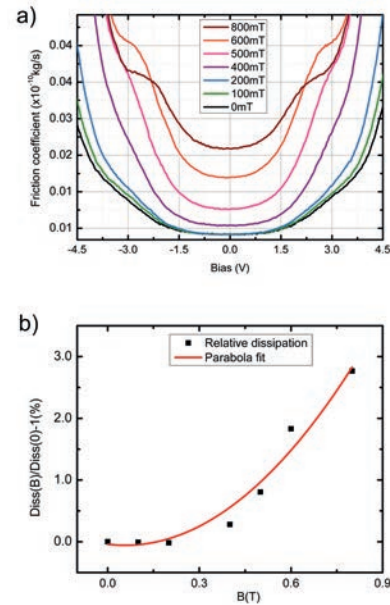 a)
800mT
600mT
500mT
400mT
200mT
100mT
0mT
Friction coefficient (x10⁻¹⁰kg/s)
0.04
0.04
0.03
0.02
0.01
0.01
-4.5 -3.0 -1.5 0.0 1.5 3.0 4.5
Bias (V)
b)
Relative dissipation
Parabola fit
Diss(B)/Diss(0)-1(%)
3.0
2.0
1.0
0.0
0.0 0.3 0.6 0.9
B(T)